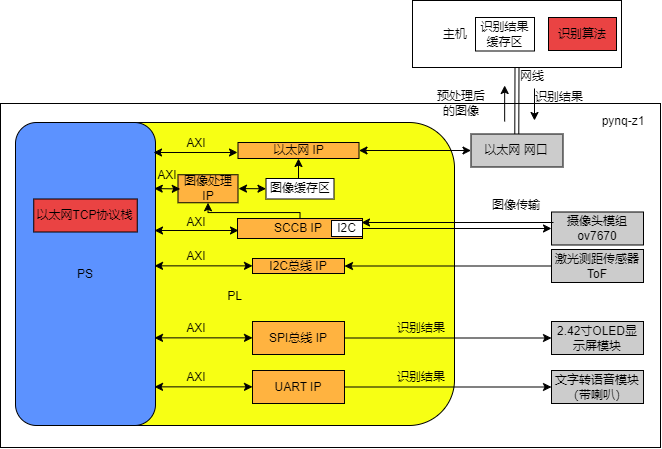 主机
识别结果
缓存区
识别算法
网线
预处理后
的图像
识别结果
pynq-z1
AXI
以太网 IP
以太网 网口
AXI
图像处理
IP
图像缓存区
以太网TCP协议栈
AXI
SCCB IP
I2C
图像传输
摄像头模组
ov7670
PS
AXI
I2C总线 IP
激光测距传感器
ToF
PL
AXI
SPI总线 IP
识别结果
2.42寸OLED显
示屏模块
AXI
UART IP
识别结果
文字转语音模块
(带喇叭)